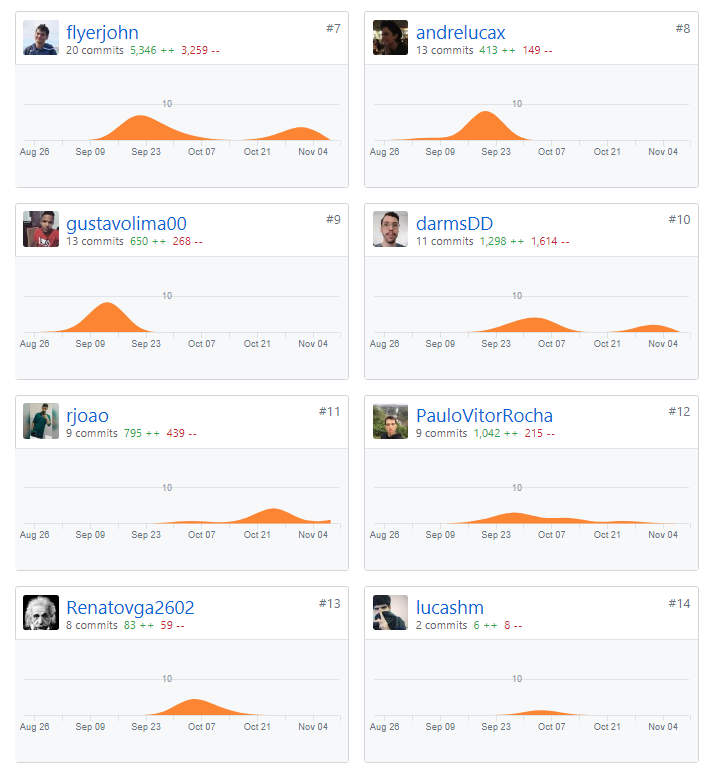 flyerjohn #7
20 commits 5,346 ++ 3,259 --
10
Aug 26 Sep 09 Sep 23 Oct 07 Oct 21 Nov 04
andrelucax #8
13 commits 413 ++ 149 --
10
Aug 26 Sep 09 Sep 23 Oct 07 Oct 21 Nov 04
gustavolima00 #9
13 commits 650 ++ 268 --
10
Aug 26 Sep 09 Sep 23 Oct 07 Oct 21 Nov 04
darmsDD #10
11 commits 1,298 ++ 1,614 --
10
Aug 26 Sep 09 Sep 23 Oct 07 Oct 21 Nov 04
rjoao #11
9 commits 795 ++ 439 --
10
Aug 26 Sep 09 Sep 23 Oct 07 Oct 21 Nov 04
PauloVitorRocha #12
9 commits 1,042 ++ 215 --
10
Aug 26 Sep 09 Sep 23 Oct 07 Oct 21 Nov 04
Renatovga2602 #13
8 commits 83 ++ 59 --
10
Aug 26 Sep 09 Sep 23 Oct 07 Oct 21 Nov 04
lucashm #14
2 commits 6 ++ 8 --
10
Aug 26 Sep 09 Sep 23 Oct 07 Oct 21 Nov 04